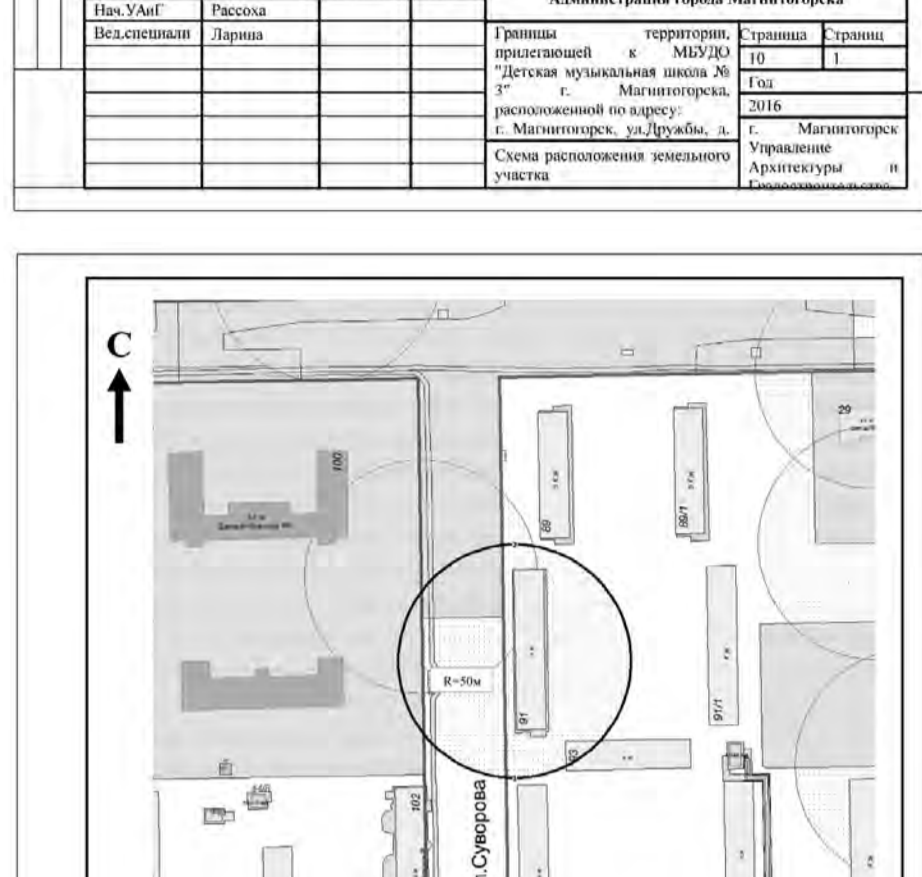 Администрация города Магнитогорска
Нач.УАиГ Рассоха
Вед.специали Ларина
Границы территории,
прилегающей к МБУДО
"Детская музыкальная школа №
3" г. Магнитогорска,
расположенной по адресу:
г. Магнитогорск, ул.Дружбы, д.
Страница Страниц
10 1
Год
2016
Схема расположения земельного
участка
г. Магнитогорск
Управление
Архитектуры и
Градостроительства
С
100
29
89
89/1
R=50м
91
91/1
93
102
л.Суворова